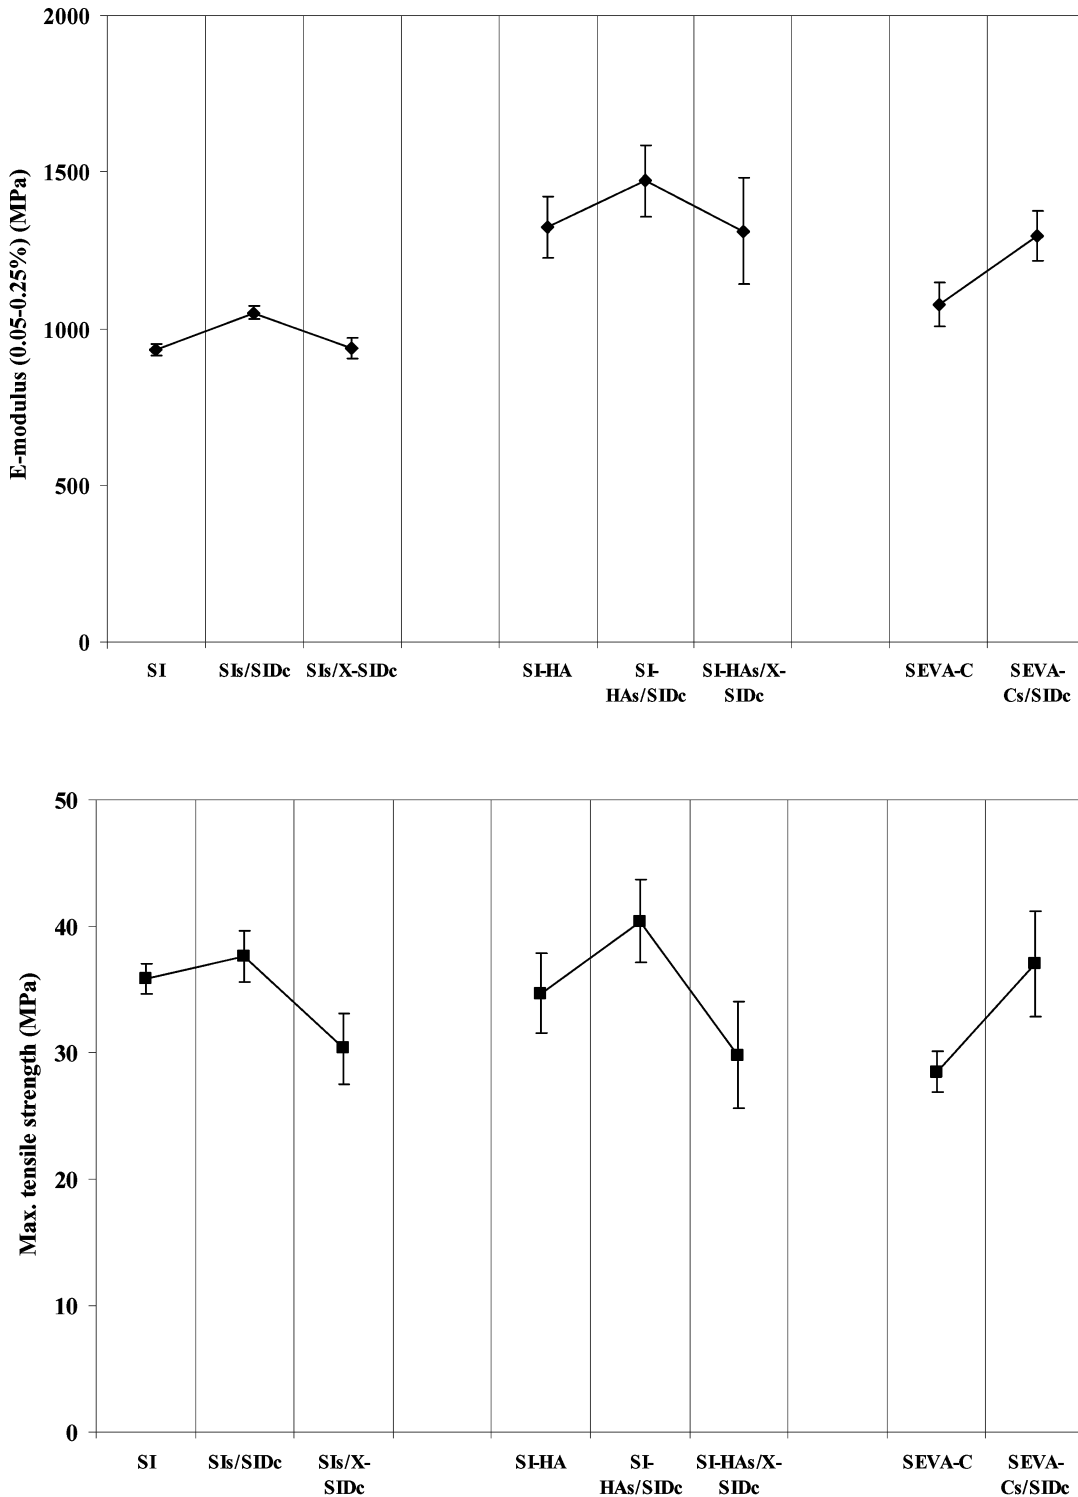 2000
1500
1000
500
0
E-modulus (0.05-0.25%) (MPa)
SI
SIs/SIDc
SIs/X-SIDc
SI-HA
SI-
HAs/SIDc
SI-HAs/X-
SIDc
SEVA-C
SEVA-
Cs/SIDc
50
40
30
20
10
0
Max. tensile strength (MPa)
SI
SIs/SIDc
SIs/X-
SIDc
SI-HA
SI-
HAs/SIDc
SI-HAs/X-
SIDc
SEVA-C
SEVA-
Cs/SIDc